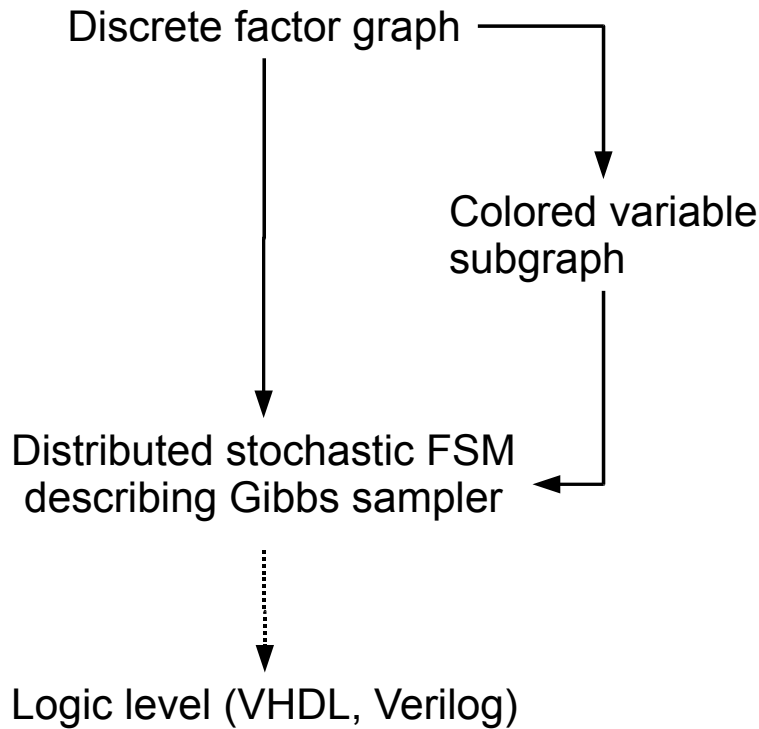 Discrete factor graph
Colored variable
subgraph
Distributed stochastic FSM
describing Gibbs sampler
Logic level (VHDL, Verilog)